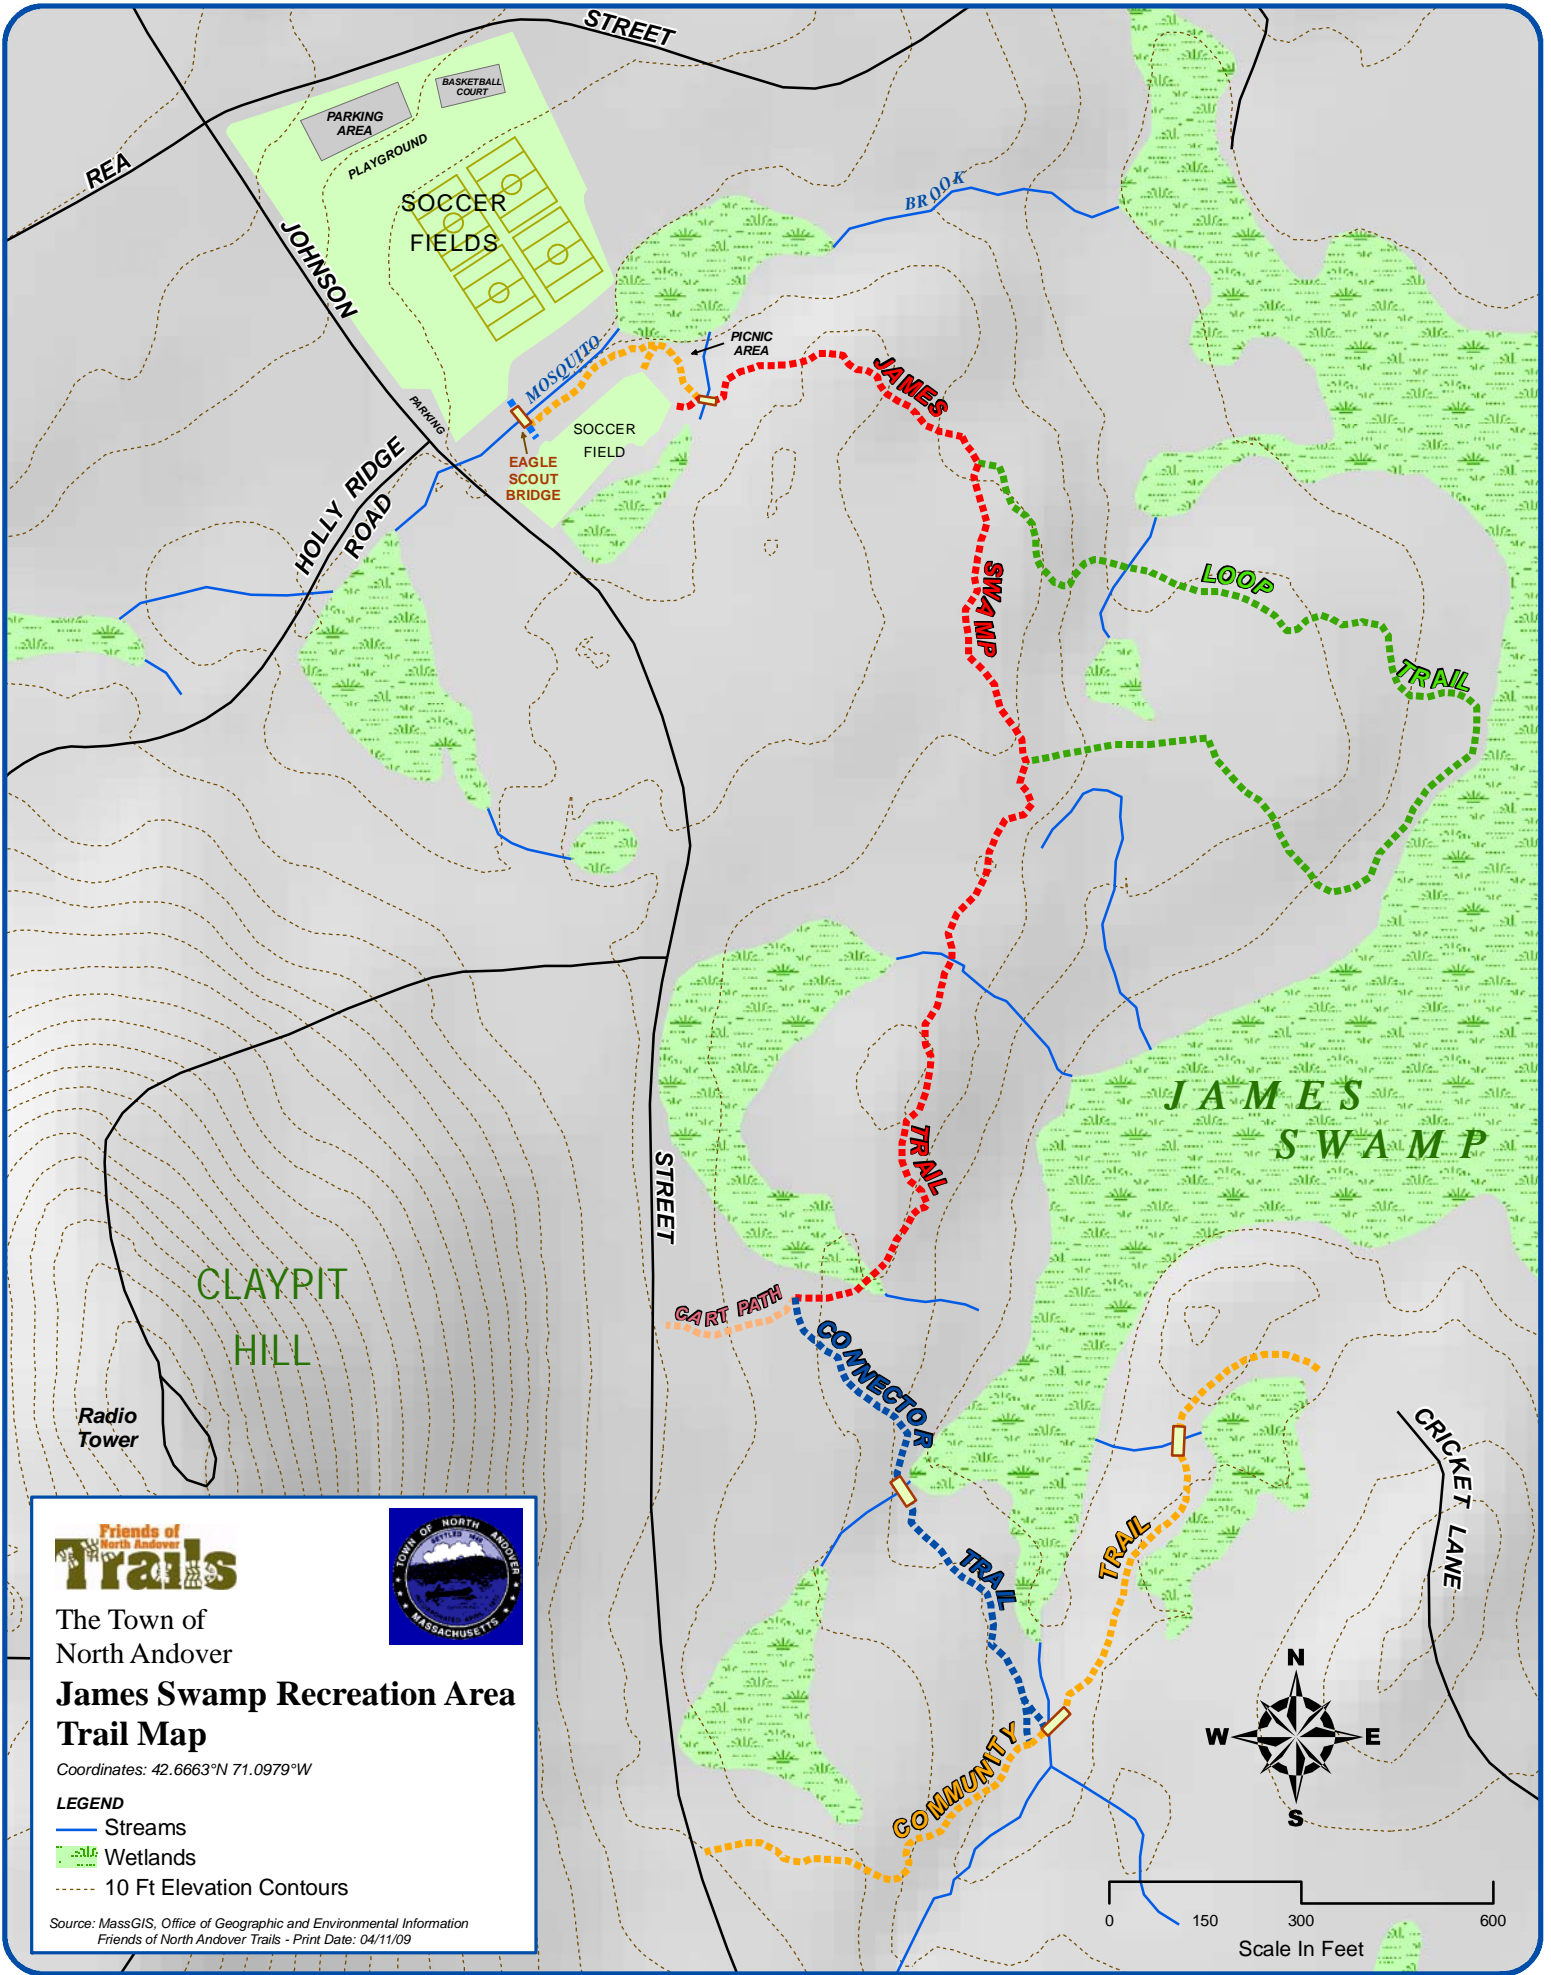 STREET
BASKETBALL
COURT
PARKING
AREA
PLAYGROUND
REA
SOCCER
FIELDS
BROOK
JOHNSON
MOSQUITO
PICNIC
AREA
JAMES
PARKING
SOCCER
FIELD
HOLLY RIDGE
ROAD
EAGLE
SCOUT
BRIDGE
SWAMP
LOOP
TRAIL
JAMES
SWAMP
TRAIL
STREET
CLAYPIT
HILL
CART PATH
CONNECTOR
Radio
Tower
CRICKET LANE
TRAIL
TRAIL
COMMUNITY
Friends of
North Andover
Trails
TOWN OF NORTH ANDOVER
MASSACHUSETTS
The Town of
North Andover
James Swamp Recreation Area
Trail Map
Coordinates: 42.6663°N 71.0979°W
LEGEND
Streams
Wetlands
10 Ft Elevation Contours
Source: MassGIS, Office of Geographic and Environmental Information
Friends of North Andover Trails - Print Date: 04/11/09
N
W
E
S
0 150 300 600
Scale In Feet